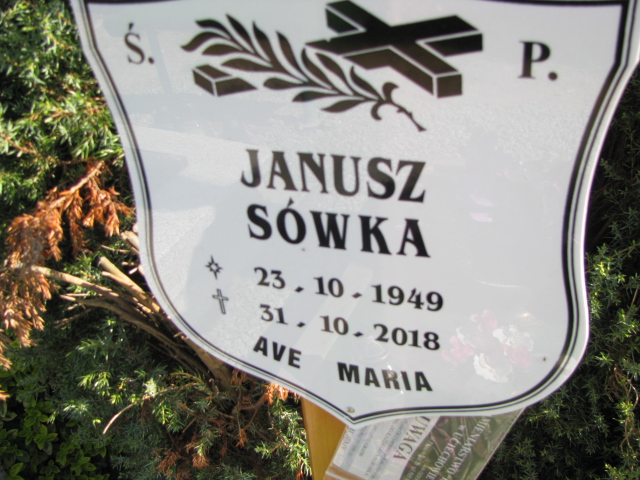 Ś. P.
JANUSZ
SÓWKA
23.10.1949
31.10.2018
AVE MARIA
UWAGA